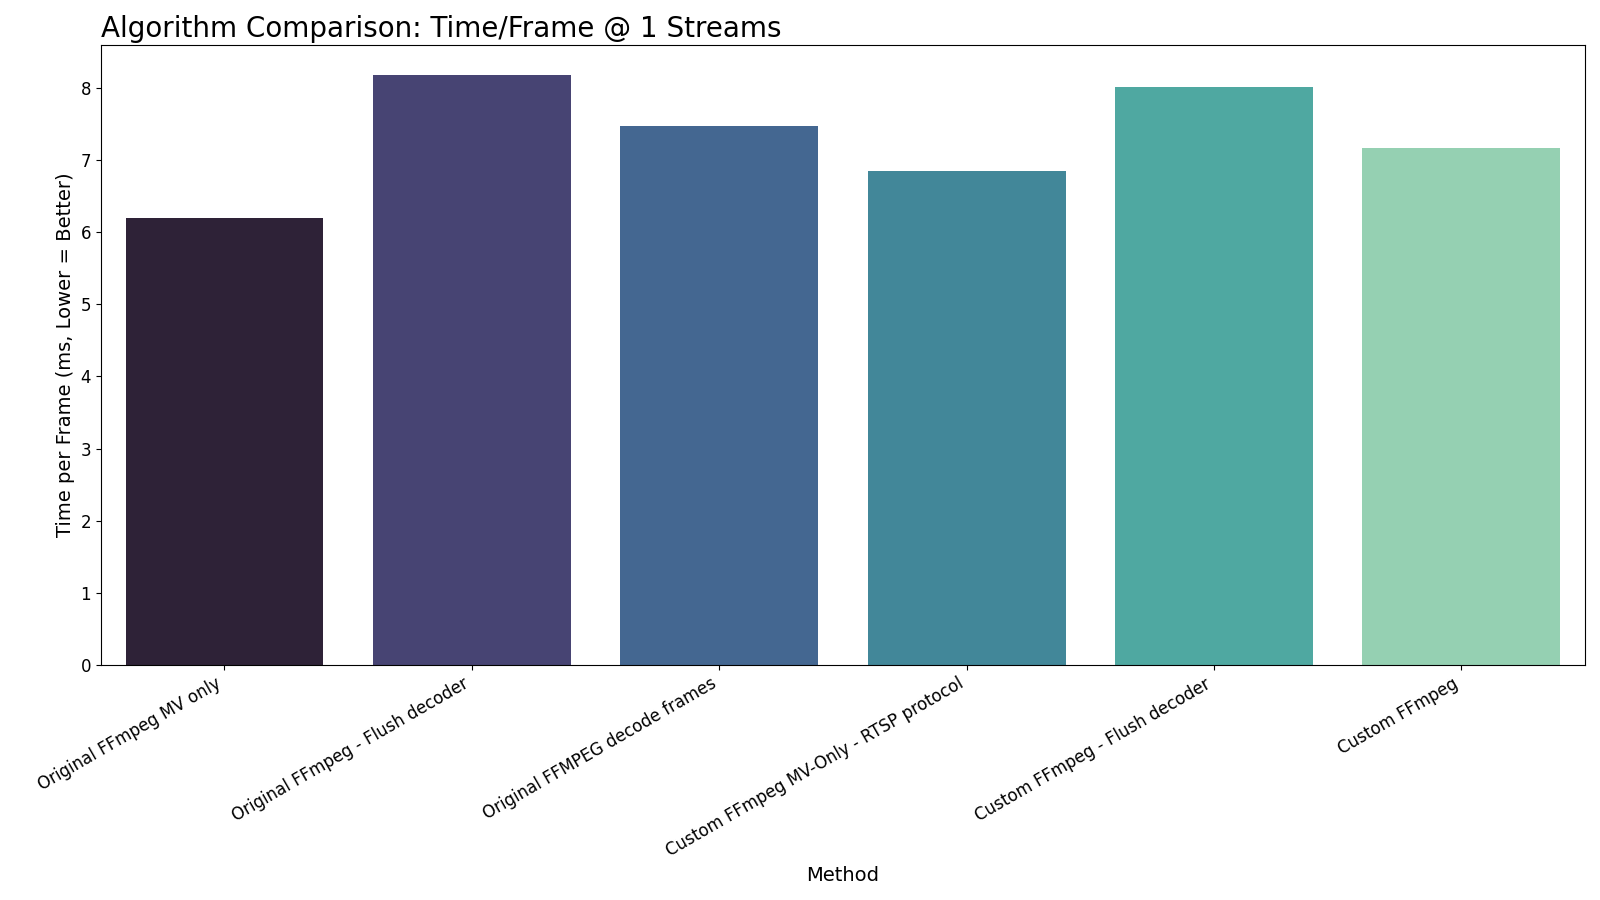 Algorithm Comparison: Time/Frame @ 1 Streams
Time per Frame (ms, Lower = Better)
8
7
6
5
4
3
2
1
0
Original FFmpeg MV only
Original FFmpeg - Flush decoder
Original FFMPEG decode frames
Custom FFmpeg MV-Only - RTSP protocol
Custom FFmpeg - Flush decoder
Custom FFmpeg
Method